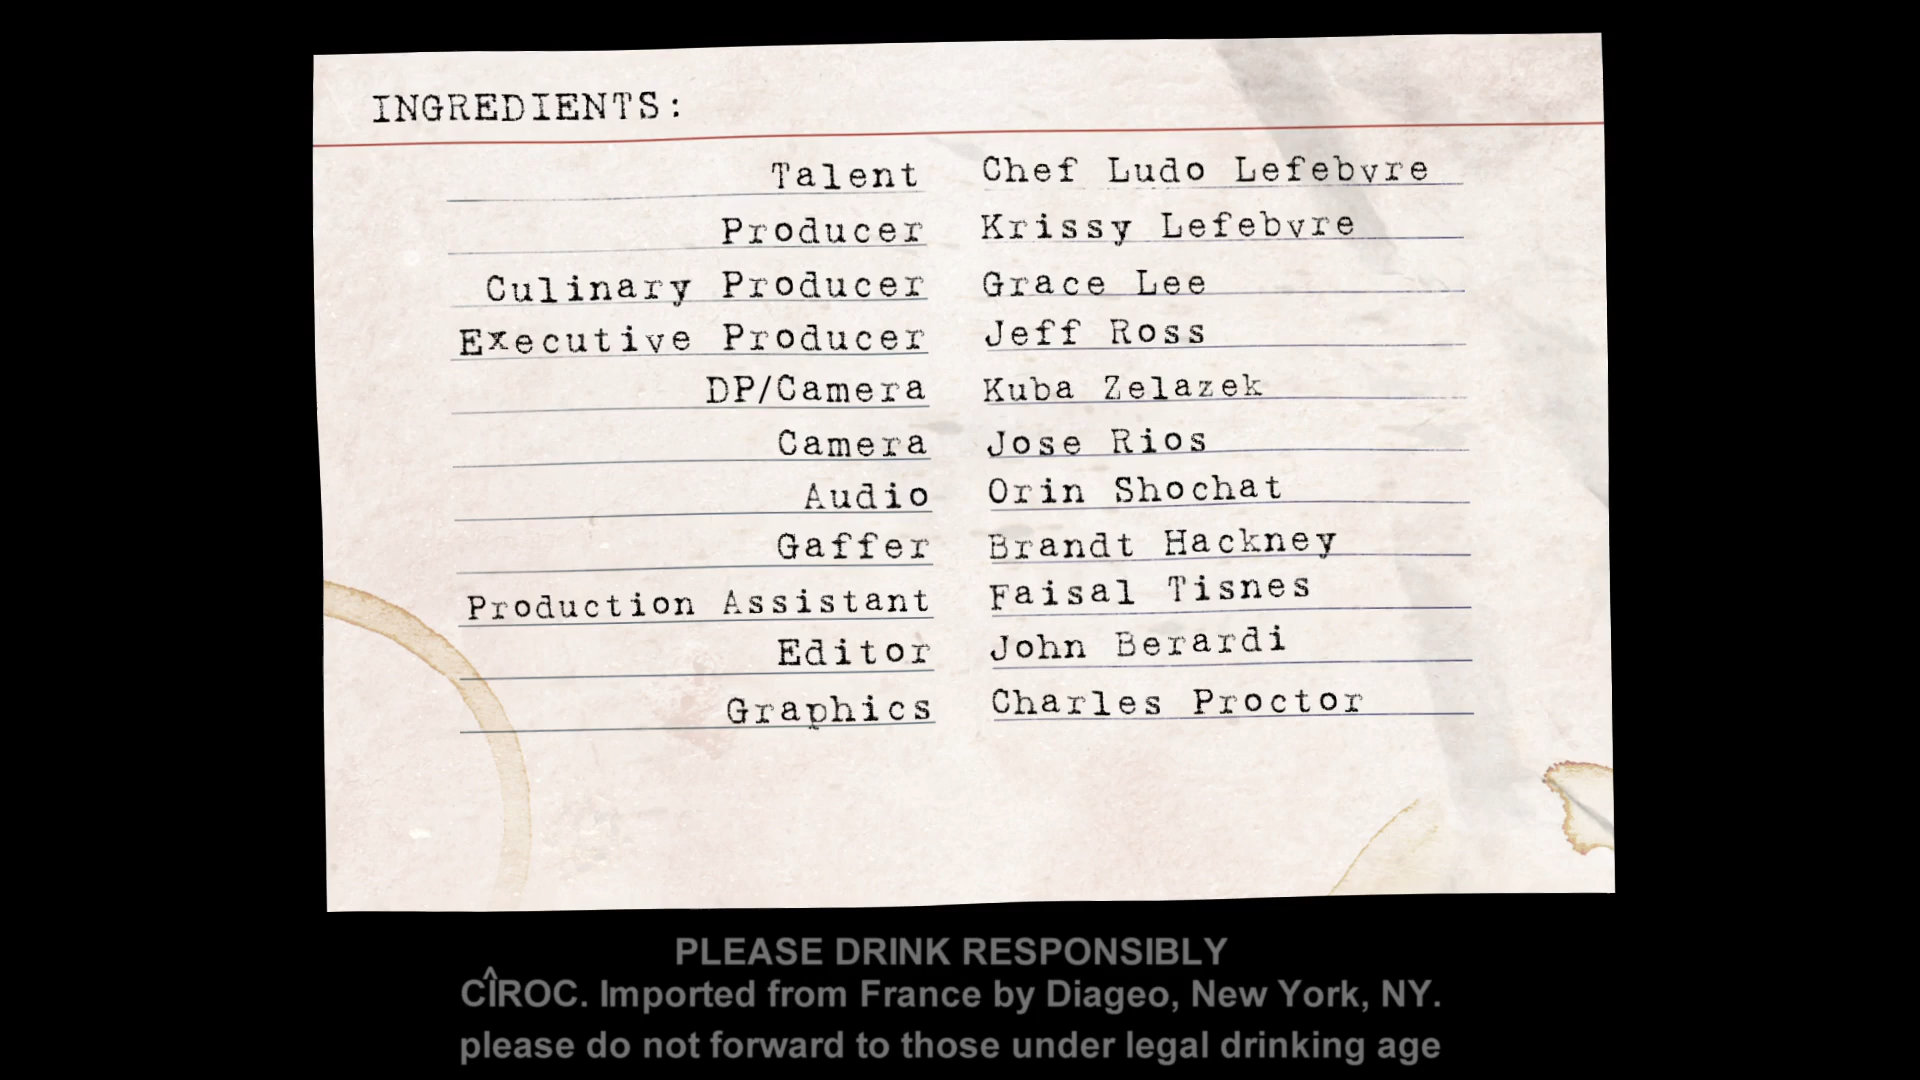 INGREDIENTS:
Talent Chef Ludo Lefebvre
Producer Krissy Lefebvre
Culinary Producer Grace Lee
Executive Producer Jeff Ross
DP/Camera Kuba Zelazek
Camera Jose Rios
Audio Orin Shochat
Gaffer Brandt Hackney
Production Assistant Faisal Tisnes
Editor John Berardi
Graphics Charles Proctor
PLEASE DRINK RESPONSIBLY
CÎROC. Imported from France by Diageo, New York, NY.
please do not forward to those under legal drinking age